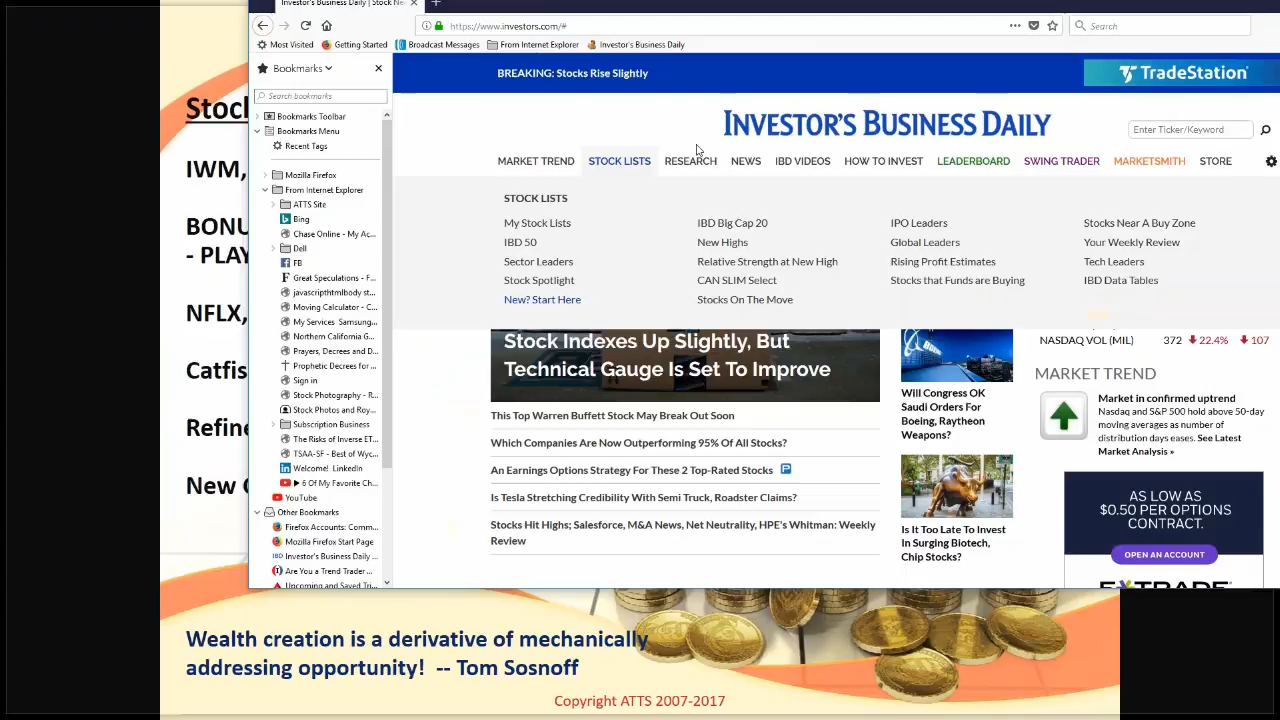 Investor's Business Daily | Stock Ne
https://www.investors.com/#
Search
Most Visited
Getting Started
Broadcast Messages
From Internet Explorer
Investor's Business Daily
Bookmarks
Search bookmarks
Bookmarks Toolbar
Bookmarks Menu
Recent Tags
Mozilla Firefox
From Internet Explorer
ATTS Site
Bing
Chase Online - My Ac...
Dell
FB
Great Speculations - F...
javascripthtmlbody st...
Moving Calculator - C...
My Services Samsung...
Northern California G...
Prayers, Decrees and D...
Prophetic Decrees for ...
Sign in
Stock Photography - R...
Stock Photos and Roy...
Subscription Business
The Risks of Inverse ET...
TSAA-SF - Best of Wyc...
Welcome! LinkedIn
▶ 6 Of My Favorite Ch...
YouTube
Other Bookmarks
Firefox Accounts: Comm...
Mozilla Firefox Start Page
Investor's Business Daily ...
Are You a Trend Trader ...
Upcoming and Saved Tri...
BREAKING: Stocks Rise Slightly
TradeStation
INVESTOR'S BUSINESS DAILY
Enter Ticker/Keyword
MARKET TREND STOCK LISTS RESEARCH NEWS IBD VIDEOS HOW TO INVEST LEADERBOARD SWING TRADER MARKETSMITH STORE
STOCK LISTS
My Stock Lists
IBD 50
Sector Leaders
Stock Spotlight
New? Start Here
IBD Big Cap 20
New Highs
Relative Strength at New High
CAN SLIM Select
Stocks On The Move
IPO Leaders
Global Leaders
Rising Profit Estimates
Stocks that Funds are Buying
Stocks Near A Buy Zone
Your Weekly Review
Tech Leaders
IBD Data Tables
Stock Indexes Up Slightly, But
Technical Gauge Is Set To Improve
This Top Warren Buffett Stock May Break Out Soon
Which Companies Are Now Outperforming 95% Of All Stocks?
An Earnings Options Strategy For These 2 Top-Rated Stocks
Is Tesla Stretching Credibility With Semi Truck, Roadster Claims?
Stocks Hit Highs; Salesforce, M&A News, Net Neutrality, HPE's Whitman: Weekly
Review
Will Congress OK
Saudi Orders For
Boeing, Raytheon
Weapons?
Is It Too Late To Invest
In Surging Biotech,
Chip Stocks?
NASDAQ VOL (MIL) 372 22.4% 107
MARKET TREND
Market in confirmed uptrend
Nasdaq and S&P 500 hold above 50-day
moving averages as number of
distribution days eases. See Latest
Market Analysis »
AS LOW AS
$0.50 PER OPTIONS
CONTRACT.
OPEN AN ACCOUNT
Stoc
IWM,
BONU
- PLAY
NFLX,
Catfis
Refine
New
Wealth creation is a derivative of mechanically
addressing opportunity! -- Tom Sosnoff
Copyright ATTS 2007-2017